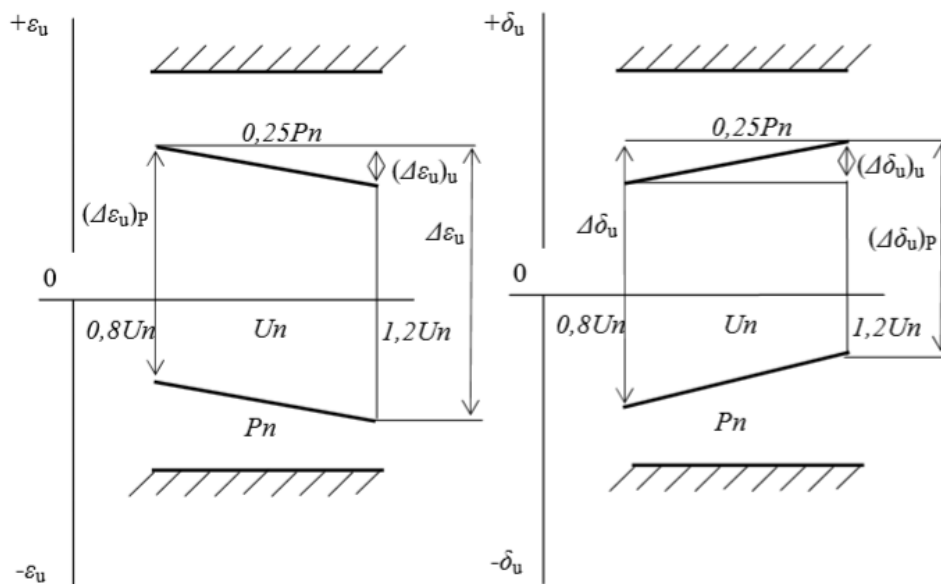 +εu
0,25Pn
(Δεu)u
(Δεu)P
Δεu
0
0,8Un
Un
1,2Un
Pn
-εu
+δu
0,25Pn
(Δδu)u
Δδu
(Δδu)P
0
0,8Un
Un
1,2Un
Pn
-δu